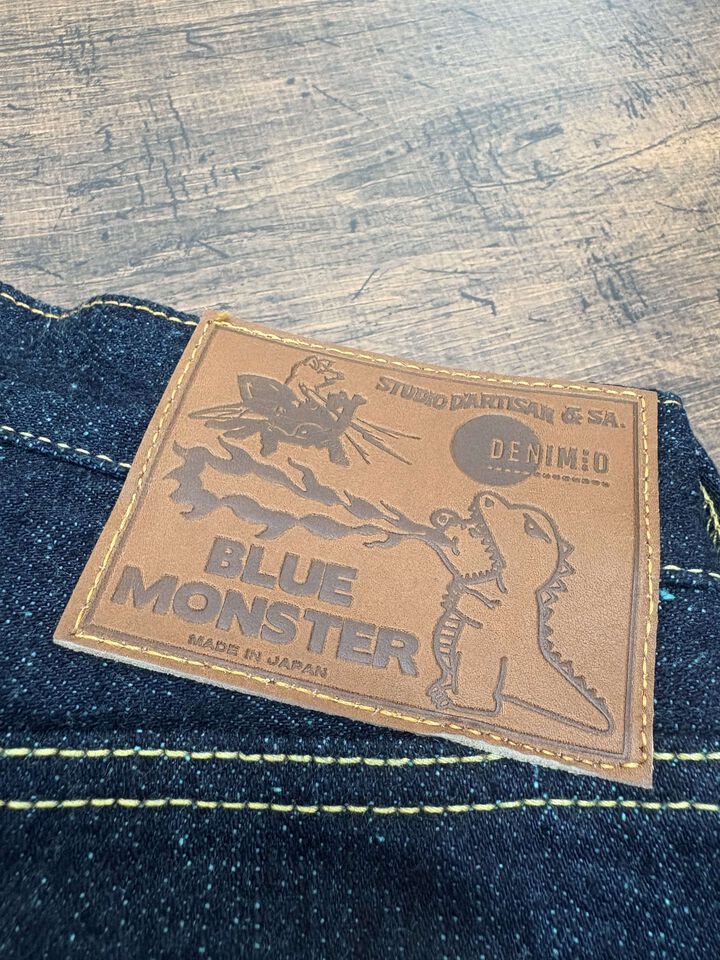 STUDIO D'ARTISAN & SA.
DENIMIO
BLUE
MONSTER
MADE IN JAPAN